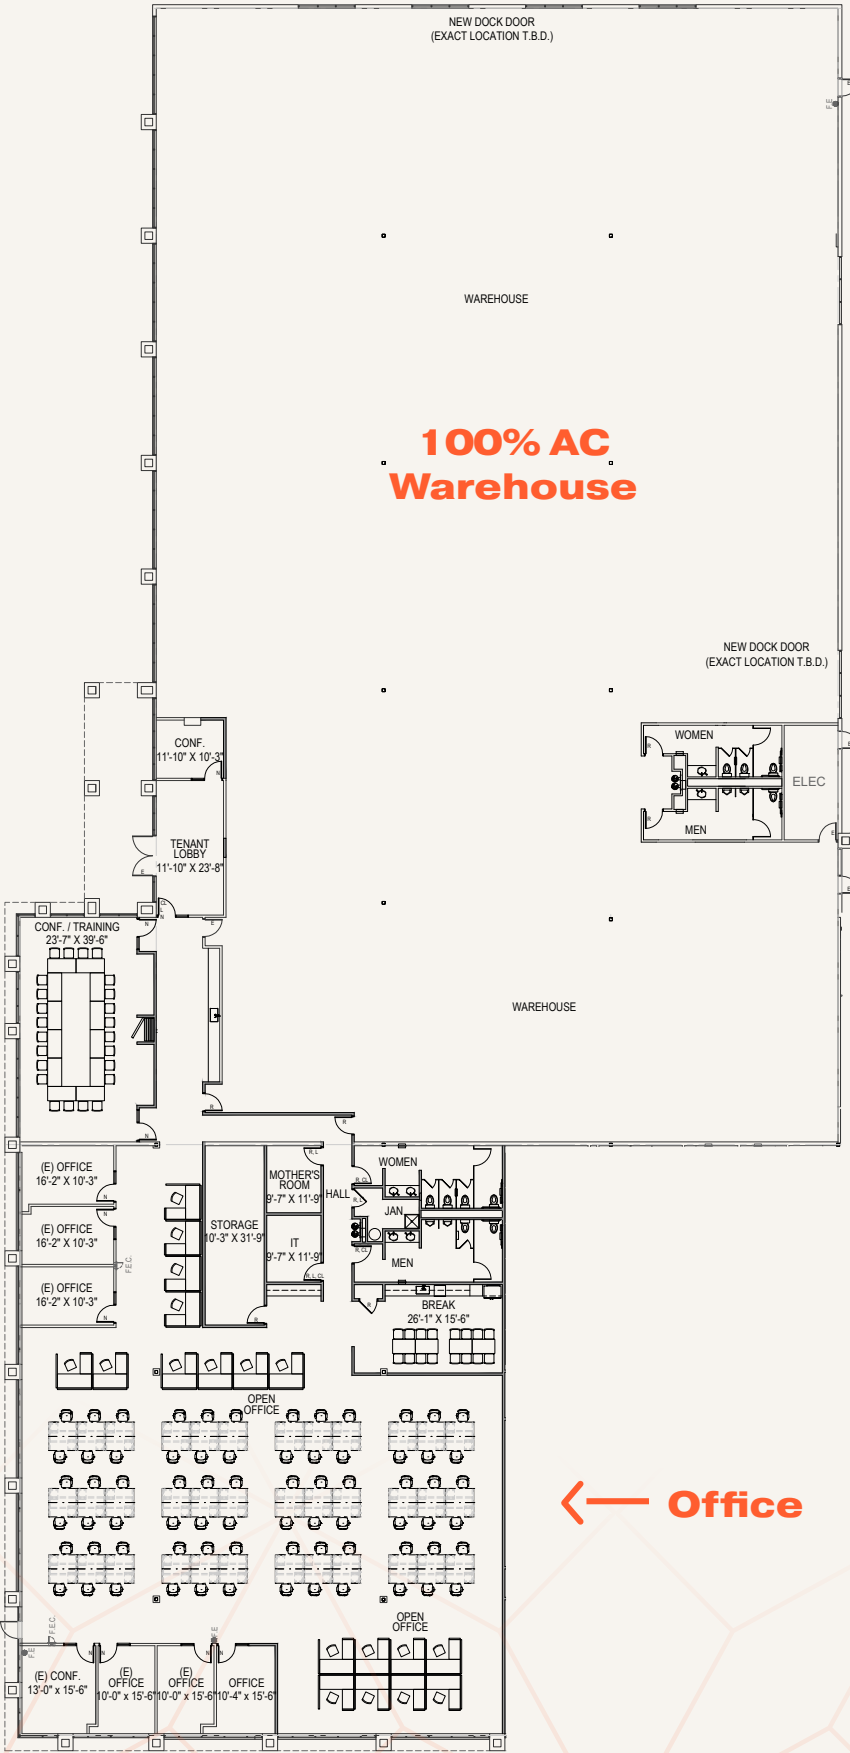 NEW DOCK DOOR
(EXACT LOCATION T.B.D.)
F.E.
WAREHOUSE
100% AC
Warehouse
NEW DOCK DOOR
(EXACT LOCATION T.B.D.)
CONF.
11'-10" X 10'-3"
N
WOMEN
R
ELEC
MEN
R
E
TENANT
LOBBY
11'-10" X 23'-8"
E
CL
L
N
CONF. / TRAINING
23'-7" X 39'-6"
N
E
WAREHOUSE
R
N
R
(E) OFFICE
16'-2" X 10'-3"
N
(E) OFFICE
16'-2" X 10'-3"
N
(E) OFFICE
16'-2" X 10'-3"
N
F.E.C.
STORAGE
10'-3" X 31'-9"
R
MOTHER'S
ROOM
9'-7" X 11'-9"
R, L
HALL
IT
9'-7" X 11'-9"
R, L, CL
WOMEN
R, CL
JAN
R, L
MEN
R, CL
BREAK
26'-1" X 15'-6"
R
OPEN
OFFICE
Office
OPEN
OFFICE
F.E.C.
F.E.
F.E.
(E) CONF.
13'-0" x 15'-6"
N
(E)
OFFICE
10'-0" x 15'-6"
N
(E)
OFFICE
10'-0" x 15'-6"
N
OFFICE
10'-4" x 15'-6"
N